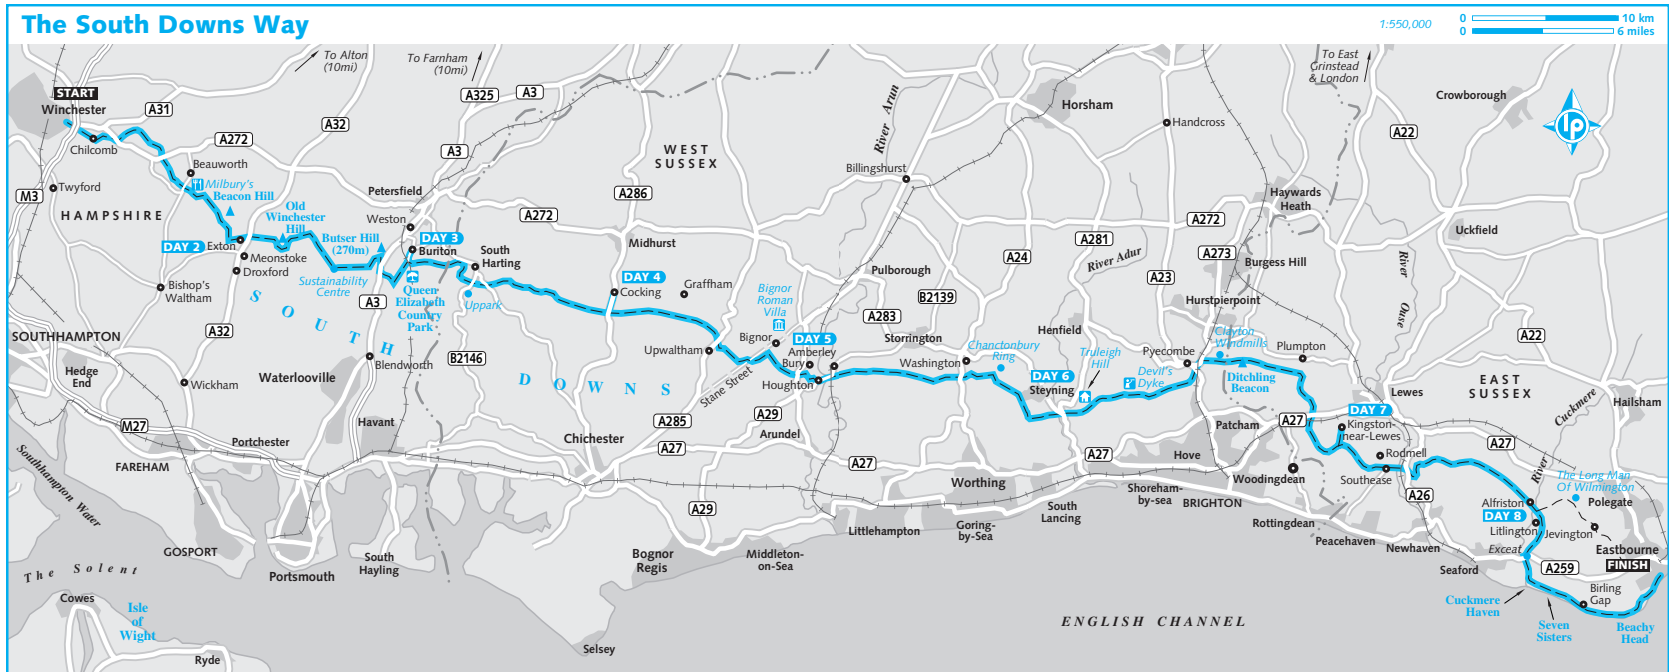 The South Downs Way
1:550,000
0 10 km
0 6 miles
To Alton
(10mi)
To Farnham
(10mi)
To East
Grinstead
& London
START
Winchester
A31
A325
A3
A32
A272
A3
Chilcomb
Beauworth
Milbury's
Beacon Hill
Twyford
M3
HAMPSHIRE
Old
Winchester
Hill
Petersfield
Weston
Butser Hill
(270m)
DAY 2
Exton
Meonstoke
Droxford
Sustainability
Centre
DAY 3
Buriton
South
Harting
Queen
Elizabeth
Country
Park
Uppark
Bishop's
Waltham
A3
A32
SOUTH
DOWNS
SOUTHAMPTON
Hedge
End
Wickham
Waterlooville
Blendworth
B2146
M27
Portchester
Havant
FAREHAM
Southhampton Water
GOSPORT
The Solent
Portsmouth
South
Hayling
Cowes
Isle
of
Wight
Ryde
WEST
SUSSEX
A286
A272
Midhurst
DAY 4
Cocking
Graffham
Upwaltham
Bignor
Roman
Villa
Bignor
DAY 5
Amberley
Bury
Houghton
Stane Street
A285
A29
A27
Arundel
Chichester
A27
A29
Bognor
Regis
Middleton-
on-Sea
Littlehampton
Selsey
River Arun
Billingshurst
Horsham
Handcross
Crowborough
lp
A22
Pulborough
B2139
A283
Storrington
Washington
Chanctonbury
Ring
A24
A281
River Adur
A272
A23
A273
Haywards
Heath
Burgess Hill
Hurstpierpoint
Henfield
Truleigh
Hill
DAY 6
Steyning
Pyecombe
Devil's
Dyke
Clayton
Windmills
Ditchling
Beacon
Plumpton
River Ouse
Uckfield
A22
EAST
SUSSEX
Lewes
Hailsham
Cuckmere
River
DAY 7
Kingston-
near-Lewes
A27
A27
Rodmell
Southease
A26
Patcham
Hove
A27
Woodingdean
Worthing
Goring-
by-Sea
South
Lancing
Shoreham-
by-sea
BRIGHTON
Rottingdean
Peacehaven
Newhaven
Seaford
The Long Man
Of Wilmington
Polegate
Alfriston
DAY 8
Litlington
Jevington
Exceat
Eastbourne
FINISH
A259
Birling
Gap
Cuckmere
Haven
Seven
Sisters
Beachy
Head
ENGLISH CHANNEL